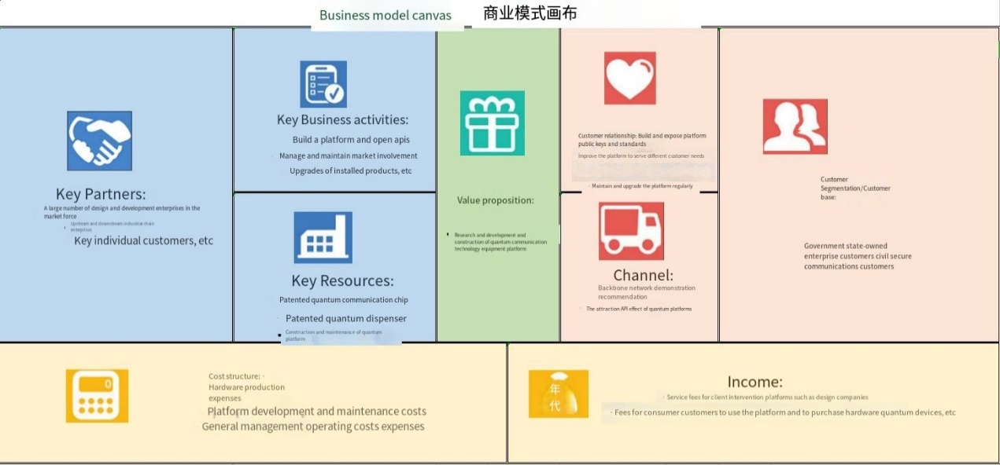 Business model canvas
商业模式画布
Key Partners:
A large number of design and development enterprises in the
market force
Upstream and downstream industrial chain
enterprises
Key individual customers, etc
Key Business activities:
Build a platform and open apis
Manage and maintain market involvement
Upgrades of installed products, etc
Key Resources:
Patented quantum communication chip
Patented quantum dispenser
Construction and maintenance of quantum
platform
Value proposition:
Research and development and
construction of quantum communication
technology equipment platform
Customer relationship: Build and expose platform
public keys and standards
Improve the platform to serve different customer needs
· Maintain and upgrade the platform regularly
Channel:
Backbone network demonstration
recommendation
· The attraction API effect of quantum platforms
Customer
Segmentation/Customer
base:
Government state-owned
enterprise customers civil secure
communications customers
Cost structure: ·
Hardware production
expenses
Platform development and maintenance costs
General management operating costs expenses
年
代
Income:
· Service fees for client intervention platforms such as design companies
· Fees for consumer customers to use the platform and to purchase hardware quantum devices, etc